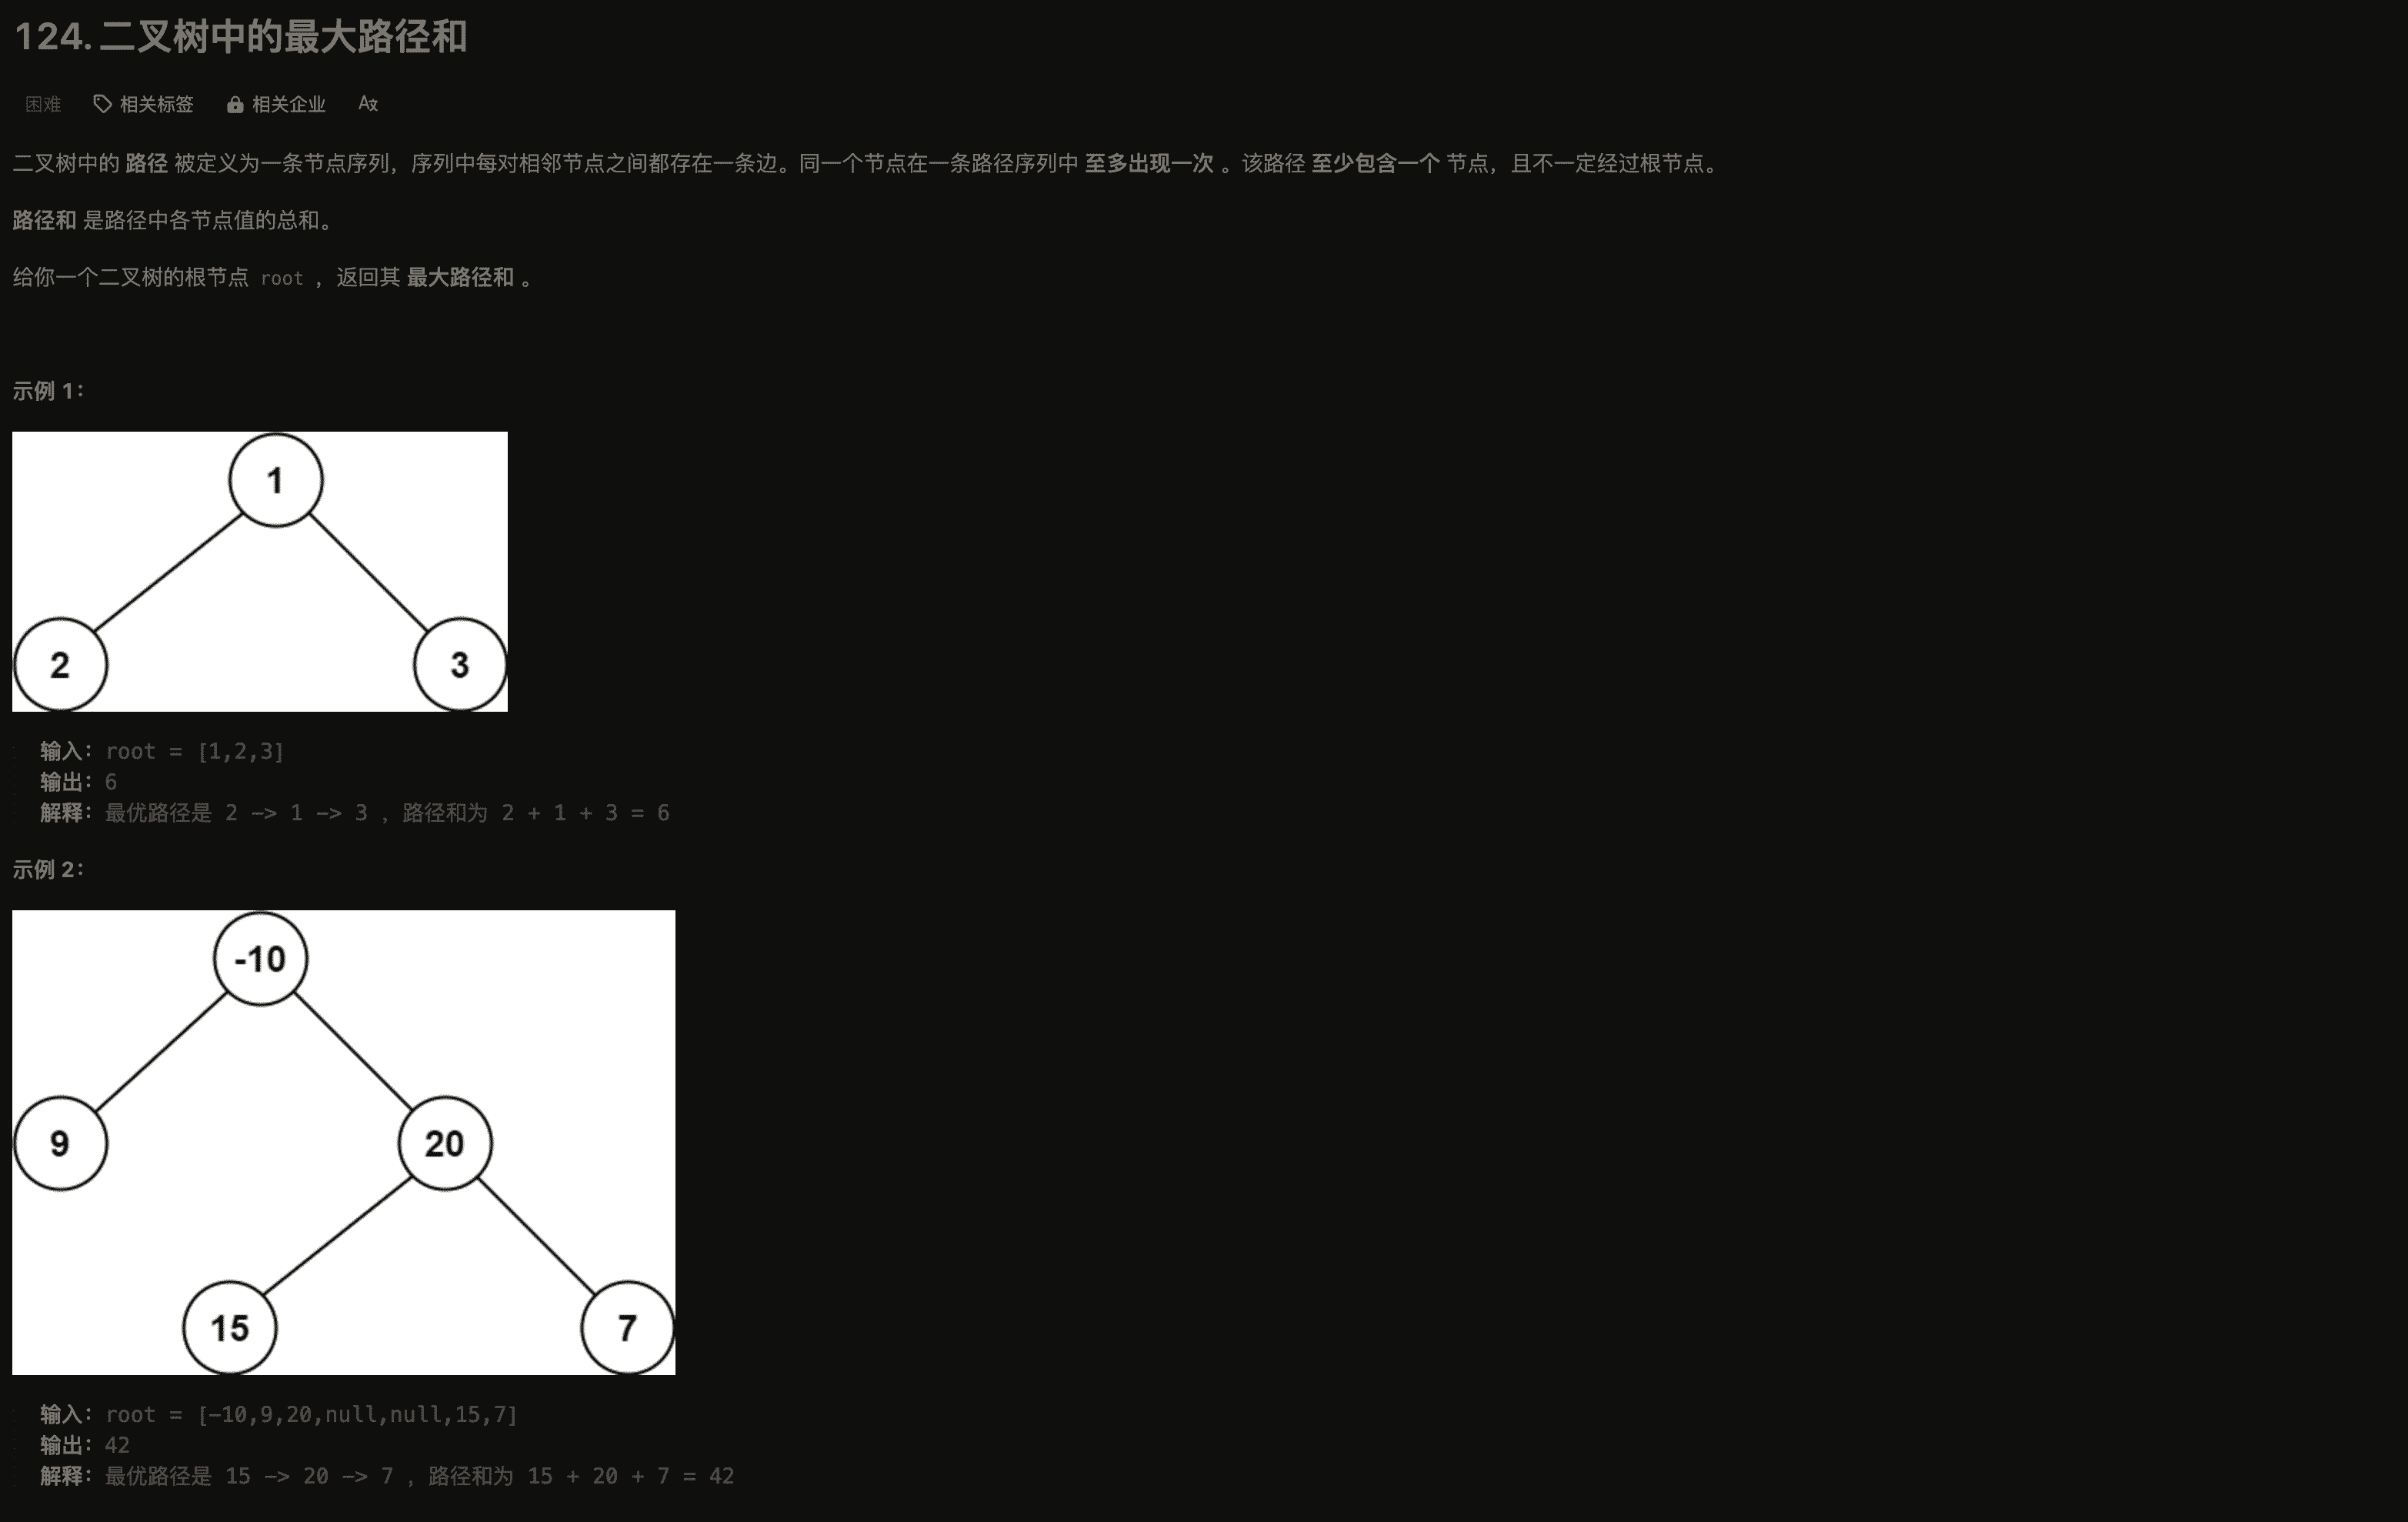 124. 二叉树中的最大路径和
困难 相关标签 相关企业 Aあ
二叉树中的 路径 被定义为一条节点序列，序列中每对相邻节点之间都存在一条边。同一个节点在一条路径序列中 至多出现一次 。该路径 至少包含一个 节点，且不一定经过根节点。
路径和 是路径中各节点值的总和。
给你一个二叉树的根节点 root ，返回其 最大路径和 。
示例 1：
1
2 3
输入：root = [1,2,3]
输出：6
解释：最优路径是 2 -> 1 -> 3 ，路径和为 2 + 1 + 3 = 6
示例 2：
-10
9 20
15 7
输入：root = [-10,9,20,null,null,15,7]
输出：42
解释：最优路径是 15 -> 20 -> 7 ，路径和为 15 + 20 + 7 = 42